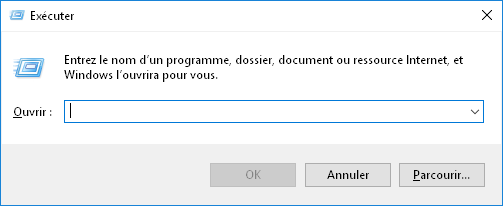 Exécuter
Entrez le nom d'un programme, dossier, document ou ressource Internet, et
Windows l'ouvrira pour vous.
Ouvrir :
OK
Annuler
Parcourir...